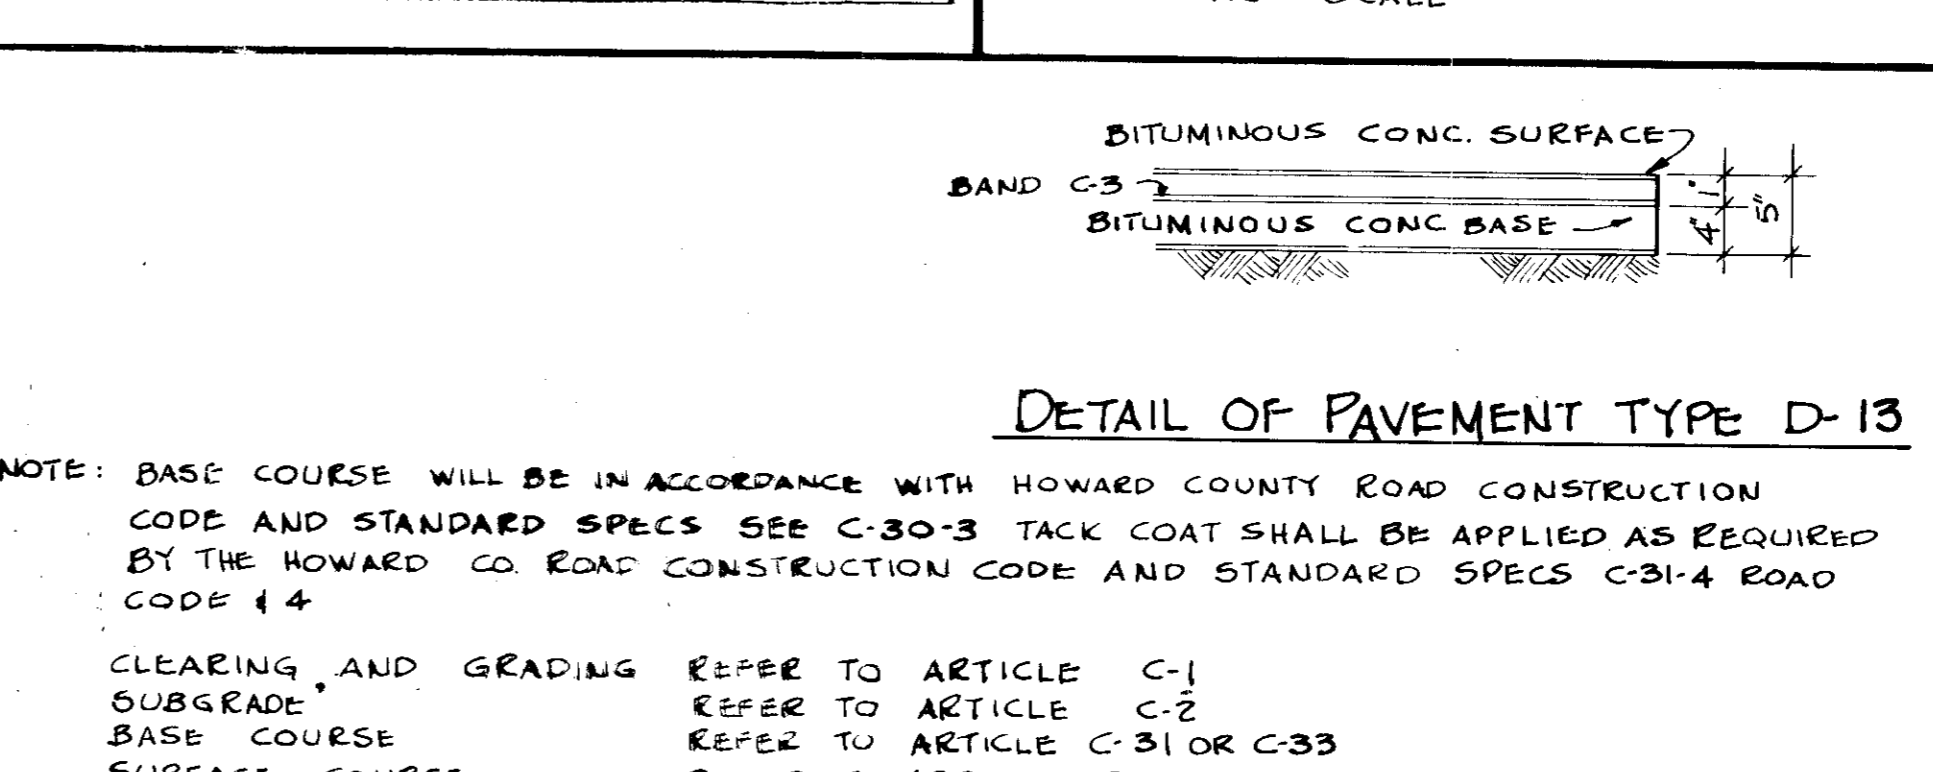 SCALE
BITUMINOUS CONC. SURFACE
BAND C-3
BITUMINOUS CONC BASE
1"
4"
5"
DETAIL OF PAVEMENT TYPE D-13
NOTE: BASE COURSE WILL BE IN ACCORDANCE WITH HOWARD COUNTY ROAD CONSTRUCTION
CODE AND STANDARD SPECS SEE C-30-3 TACK COAT SHALL BE APPLIED AS REQUIRED
BY THE HOWARD CO. ROAD CONSTRUCTION CODE AND STANDARD SPECS C-31-4 ROAD
CODE & 4
CLEARING AND GRADING REFER TO ARTICLE C-1
SUBGRADE REFER TO ARTICLE C-2
BASE COURSE REFER TO ARTICLE C-31 OR C-33